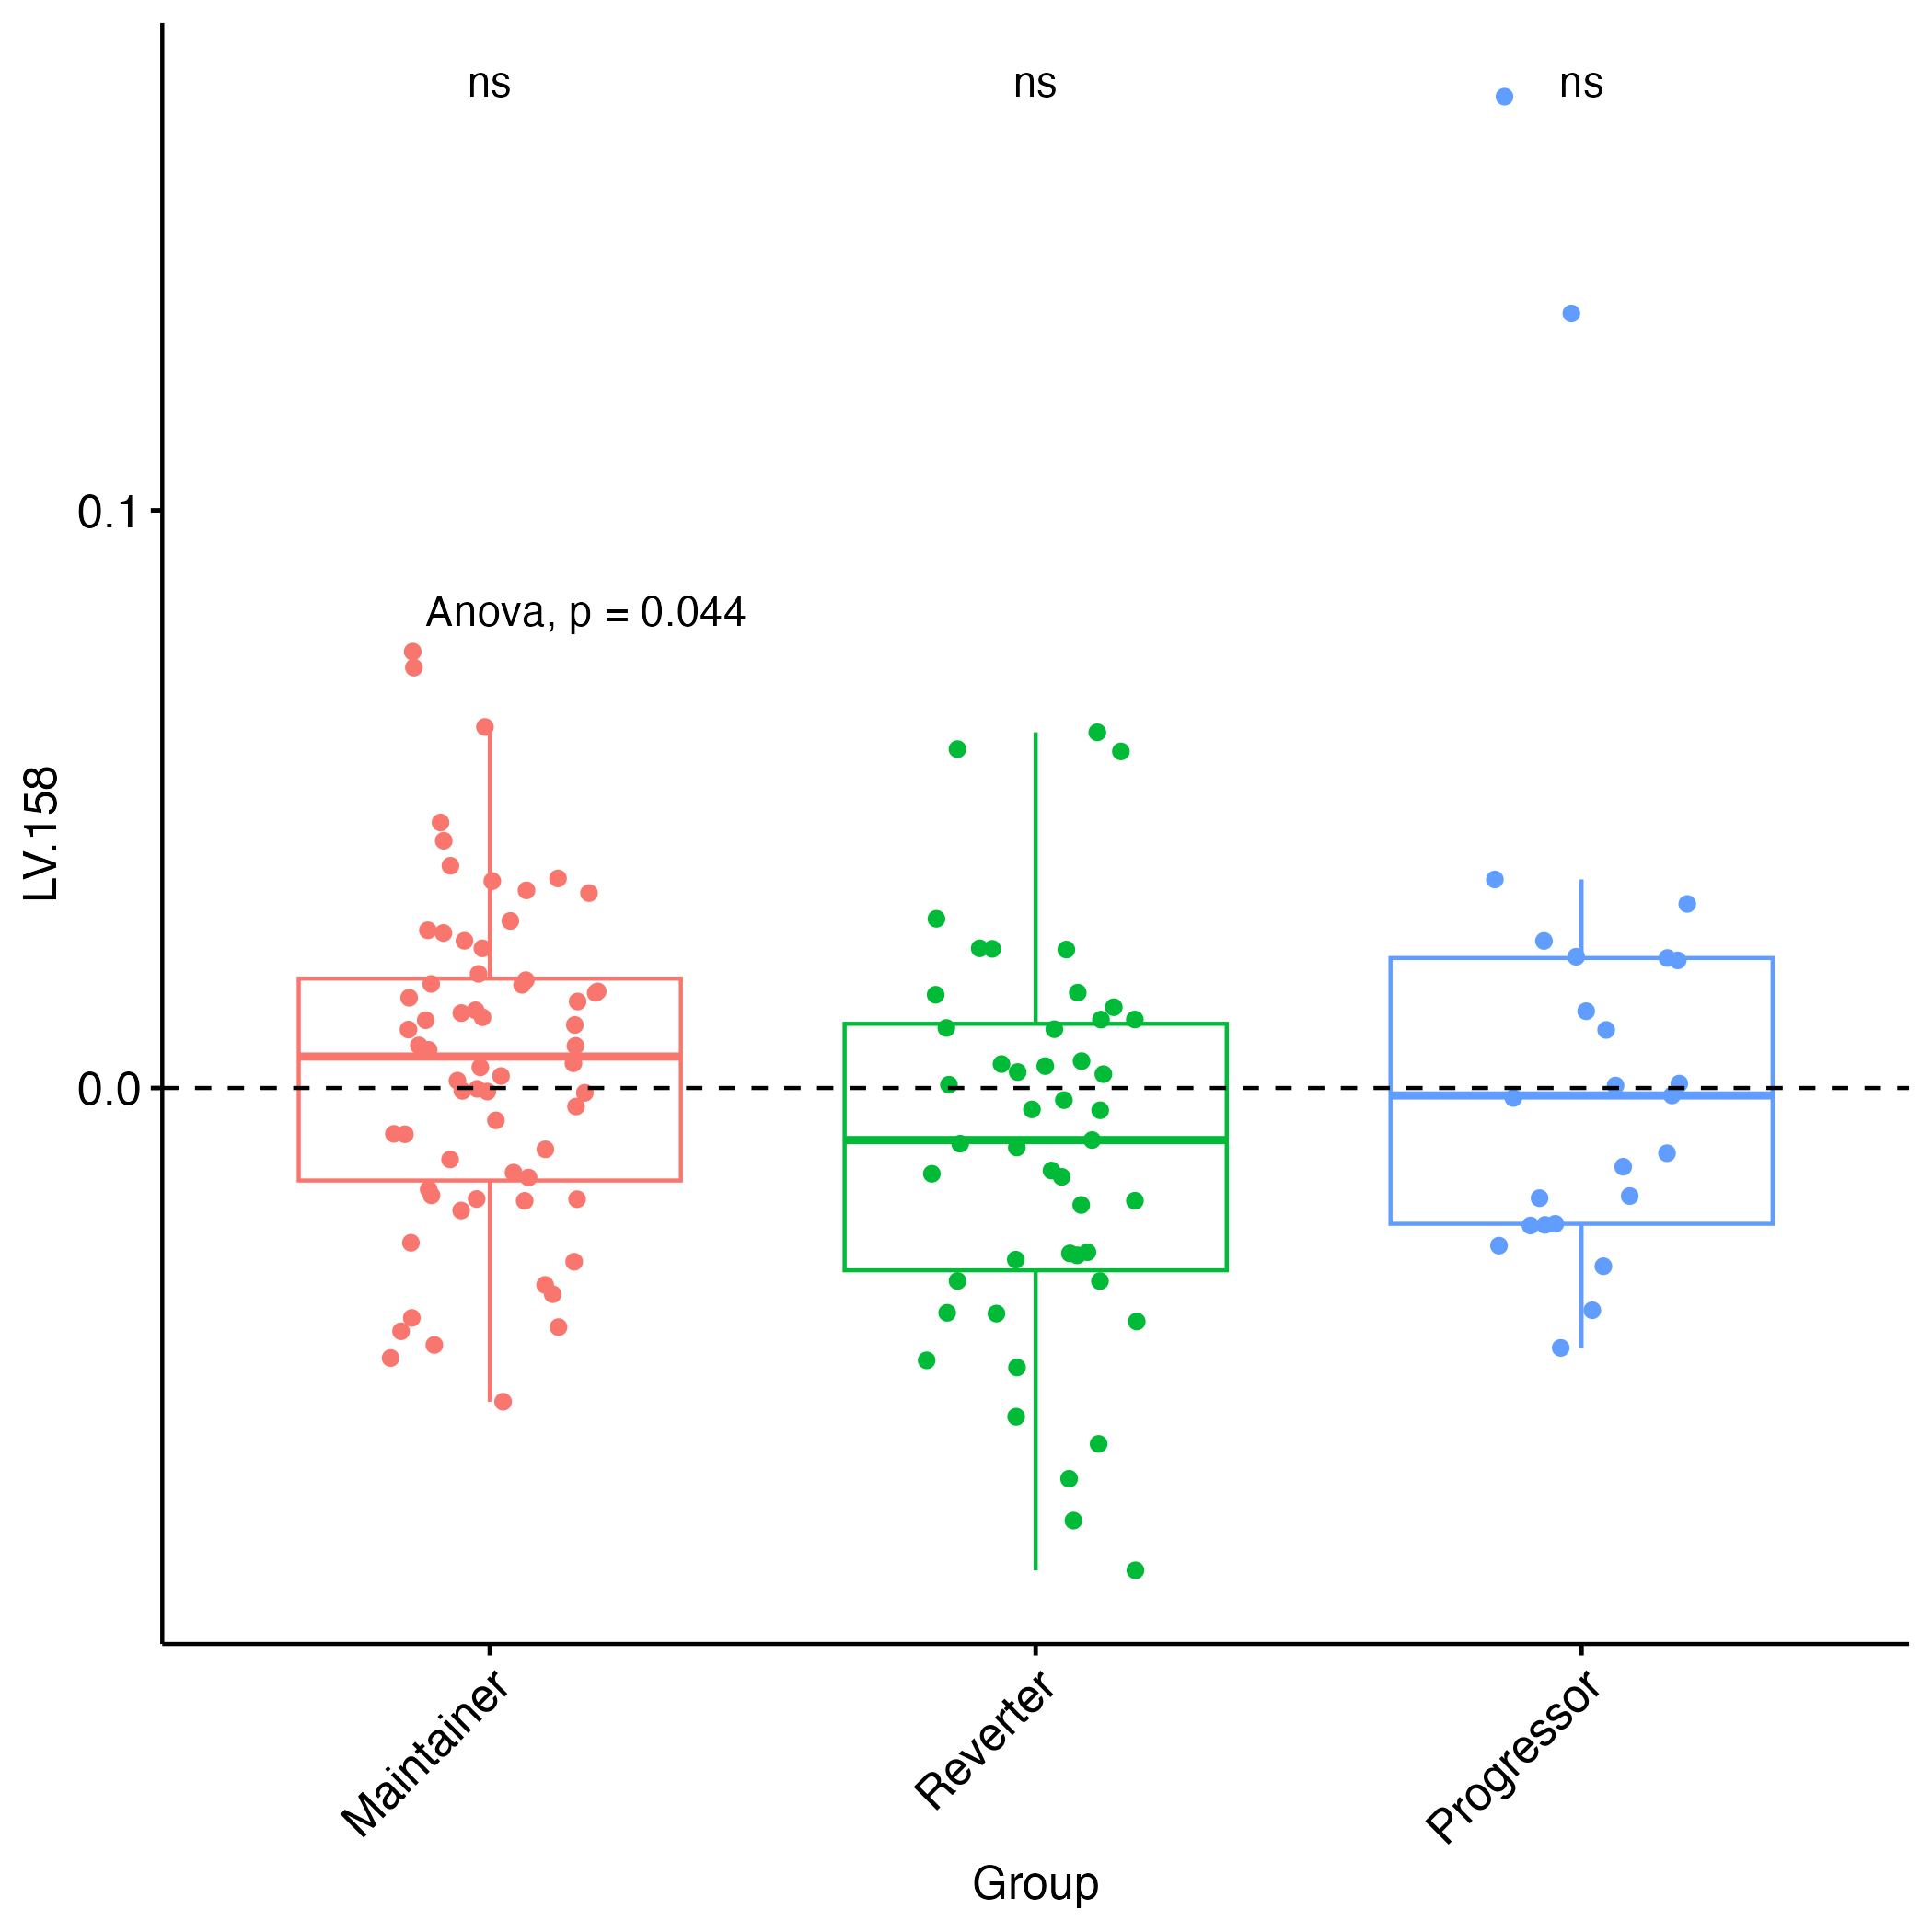 ns ns ns
0.1
Anova, p = 0.044
LV.158
0.0
Maintainer Reverter Progressor
Group